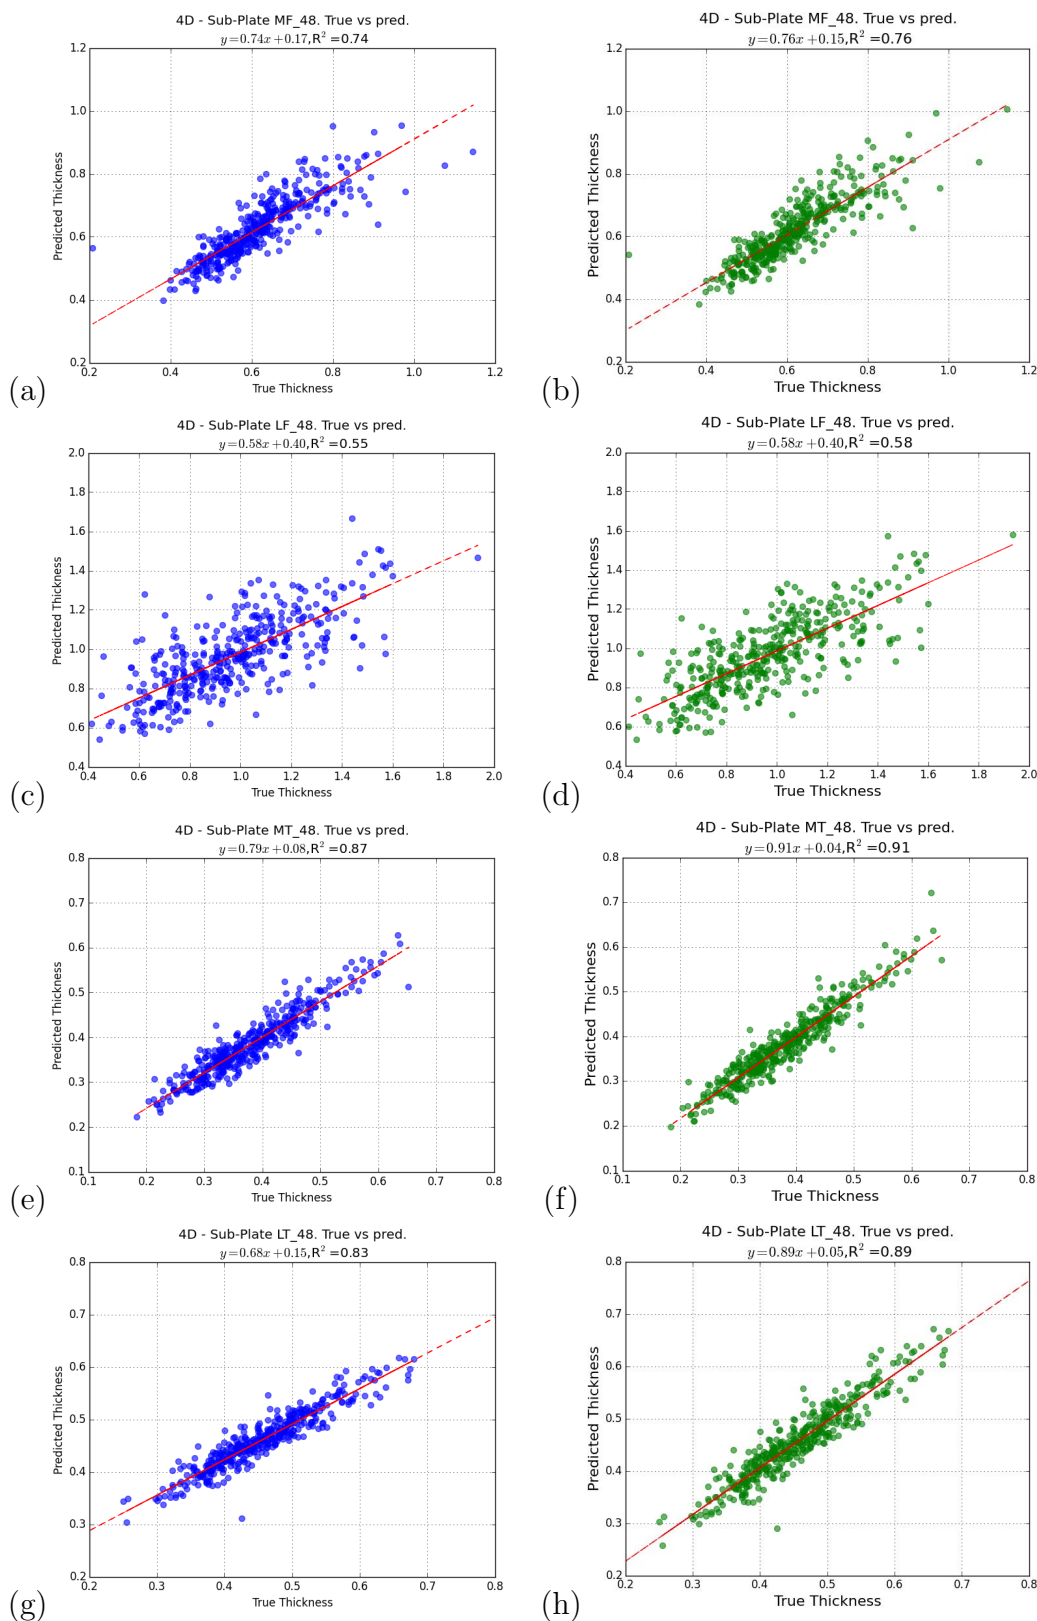 4D - Sub-Plate MF_48. True vs pred.
y=0.74x+0.17,R² =0.74
1.2
1.0
0.8
0.6
0.4
0.2
Predicted Thickness
0.2 0.4 0.6 0.8 1.0 1.2
True Thickness
(a)
4D - Sub-Plate MF_48. True vs pred.
y=0.76x+0.15,R² =0.76
1.2
1.0
0.8
0.6
0.4
0.2
Predicted Thickness
0.2 0.4 0.6 0.8 1.0 1.2
True Thickness
(b)
4D - Sub-Plate LF_48. True vs pred.
y=0.58x+0.40,R² =0.55
2.0
1.8
1.6
1.4
1.2
1.0
0.8
0.6
0.4
Predicted Thickness
0.4 0.6 0.8 1.0 1.2 1.4 1.6 1.8 2.0
True Thickness
(c)
4D - Sub-Plate LF_48. True vs pred.
y=0.58x+0.40,R² =0.58
2.0
1.8
1.6
1.4
1.2
1.0
0.8
0.6
0.4
Predicted Thickness
0.4 0.6 0.8 1.0 1.2 1.4 1.6 1.8 2.0
True Thickness
(d)
4D - Sub-Plate MT_48. True vs pred.
y=0.79x+0.08,R² =0.87
0.8
0.7
0.6
0.5
0.4
0.3
0.2
0.1
Predicted Thickness
0.1 0.2 0.3 0.4 0.5 0.6 0.7 0.8
True Thickness
(e)
4D - Sub-Plate MT_48. True vs pred.
y=0.91x+0.04,R² =0.91
0.8
0.7
0.6
0.5
0.4
0.3
0.2
0.1
Predicted Thickness
0.1 0.2 0.3 0.4 0.5 0.6 0.7 0.8
True Thickness
(f)
4D - Sub-Plate LT_48. True vs pred.
y=0.68x+0.15,R² =0.83
0.8
0.7
0.6
0.5
0.4
0.3
0.2
Predicted Thickness
0.2 0.3 0.4 0.5 0.6 0.7 0.8
True Thickness
(g)
4D - Sub-Plate LT_48. True vs pred.
y=0.89x+0.05,R² =0.89
0.8
0.7
0.6
0.5
0.4
0.3
0.2
Predicted Thickness
0.2 0.3 0.4 0.5 0.6 0.7 0.8
True Thickness
(h)